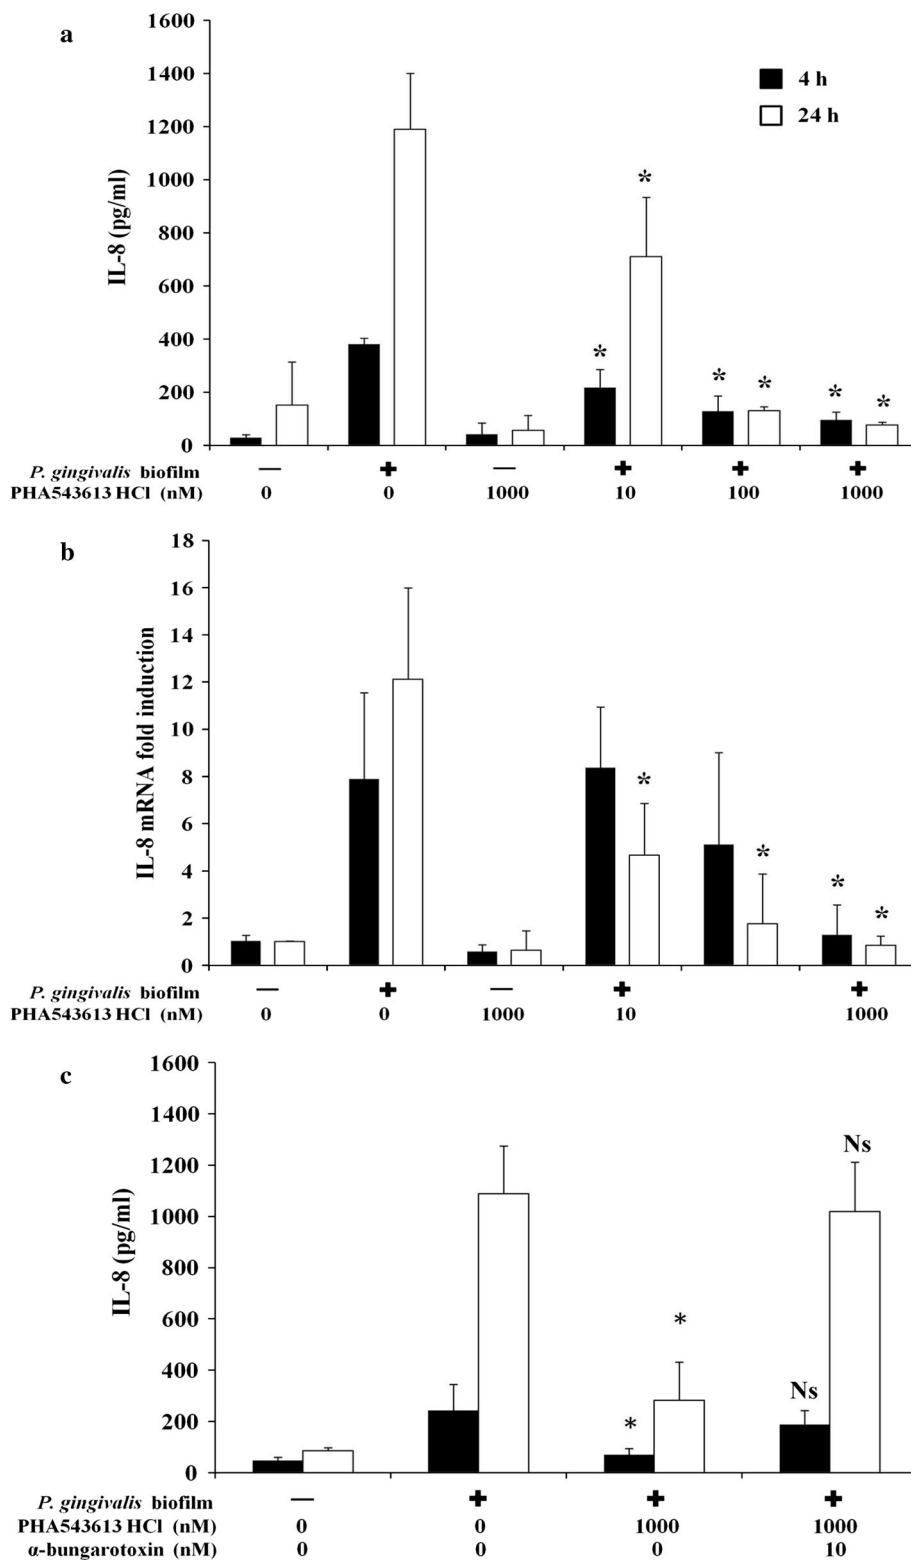 a
1600
1400
1200
1000
800
600
400
200
0
IL-8 (pg/ml)
4 h
24 h
* * * * * *
P. gingivalis biofilm — + — + + +
PHA543613 HCl (nM) 0 0 1000 10 100 1000
b
18
16
14
12
10
8
6
4
2
0
IL-8 mRNA fold induction
* * * *
P. gingivalis biofilm — + — + +
PHA543613 HCl (nM) 0 0 1000 10 1000
c
1600
1400
1200
1000
800
600
400
200
0
IL-8 (pg/ml)
* * Ns Ns
P. gingivalis biofilm — + + +
PHA543613 HCl (nM) 0 0 1000 1000
α-bungarotoxin (nM) 0 0 0 10